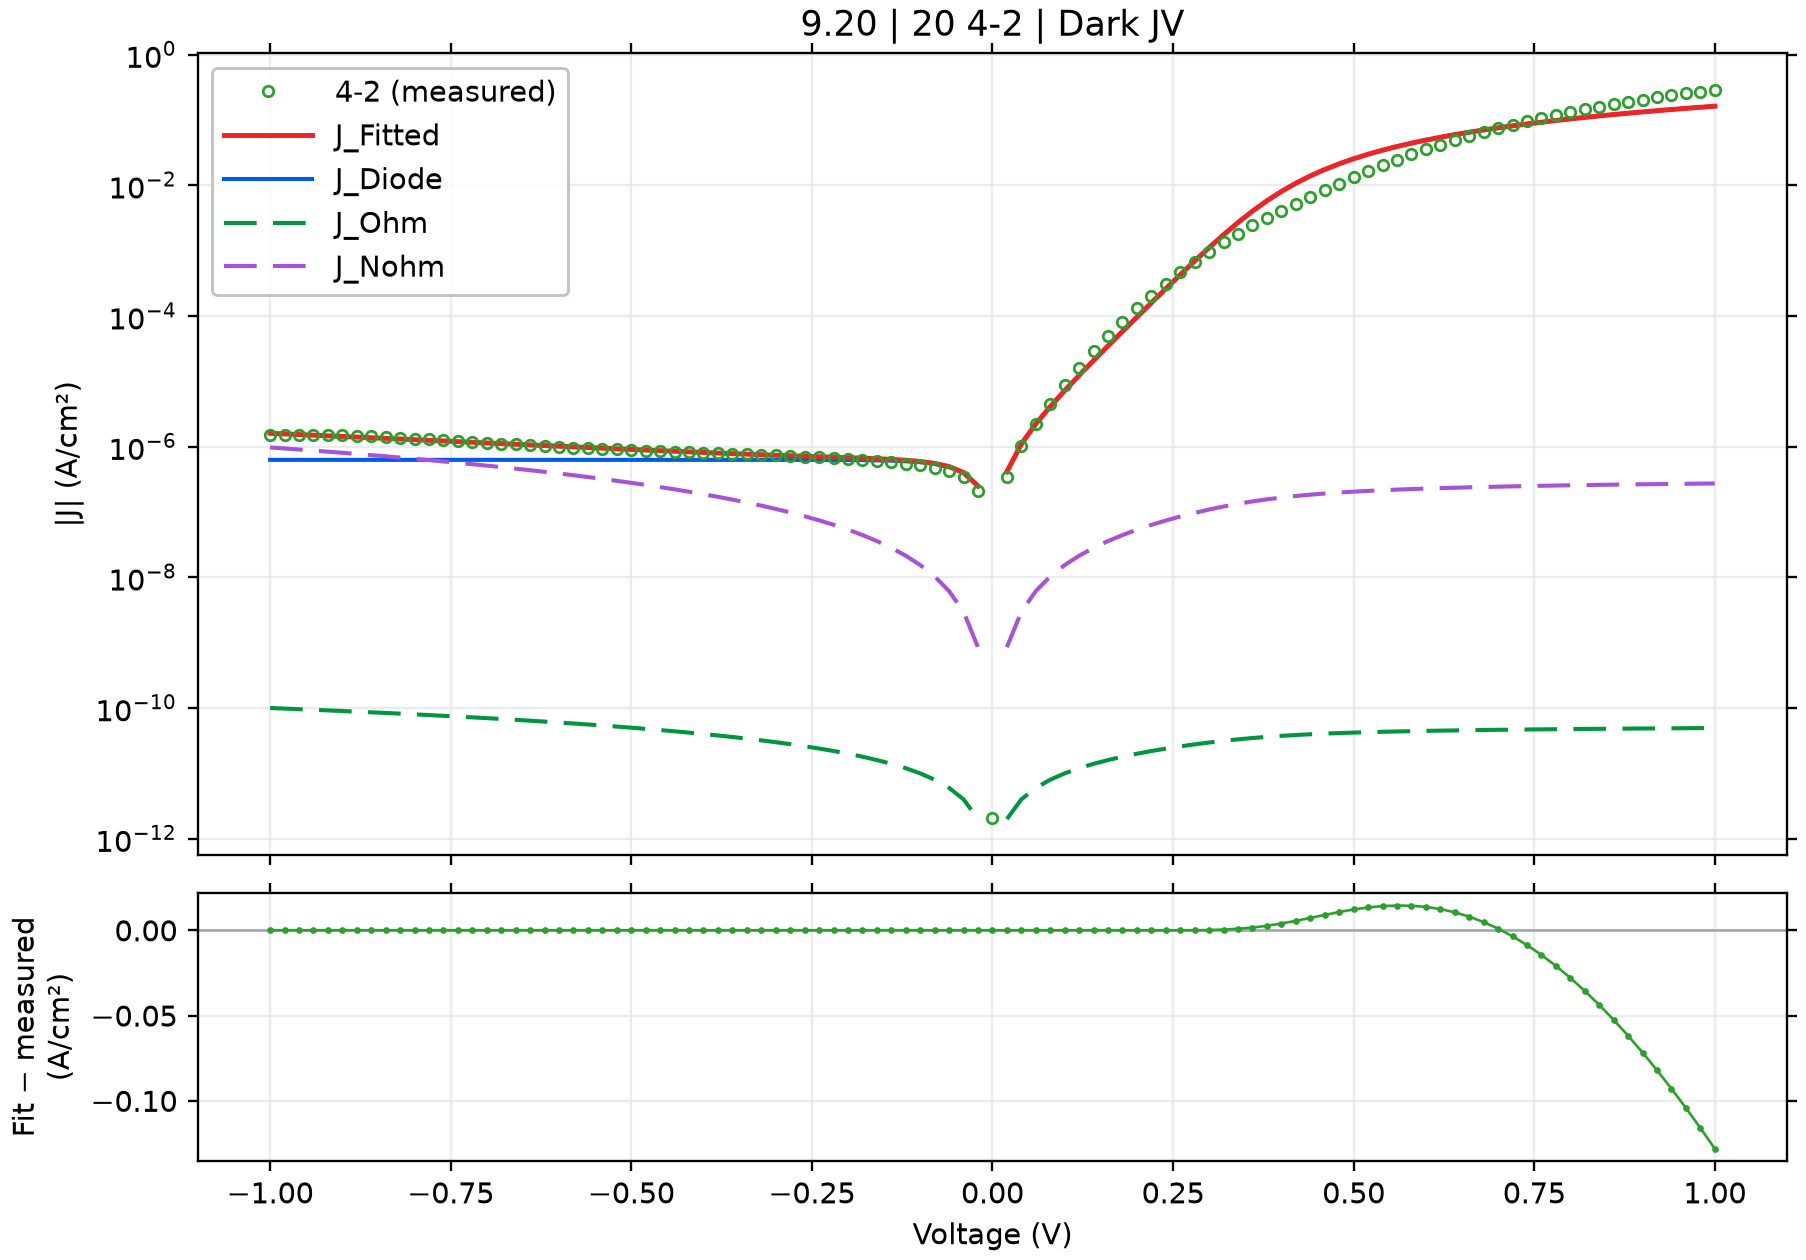 9.20 | 20 4-2 | Dark JV
10⁰
10⁻²
10⁻⁴
10⁻⁶
10⁻⁸
10⁻¹⁰
10⁻¹²
|J| (A/cm²)
4-2 (measured)
J_Fitted
J_Diode
J_Ohm
J_Nohm
0.00
−0.05
−0.10
Fit − measured
(A/cm²)
−1.00 −0.75 −0.50 −0.25 0.00 0.25 0.50 0.75 1.00
Voltage (V)